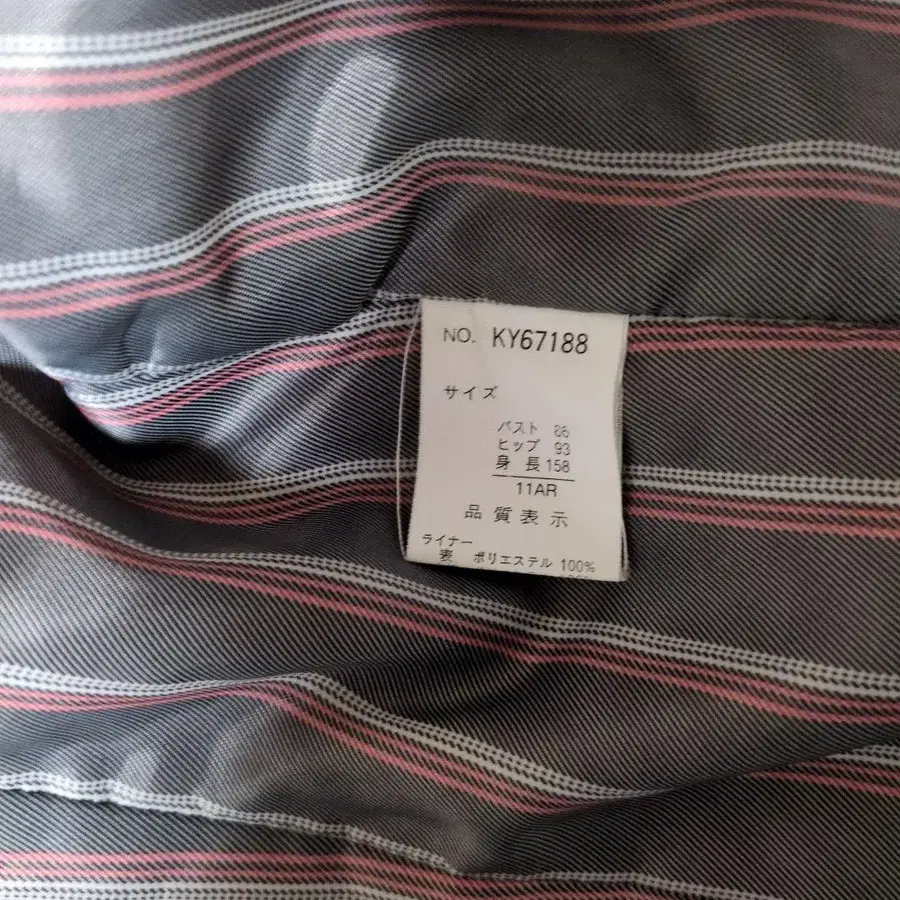 NO. KY67188
サイズ
バスト 86
ヒップ 93
身長 158
11AR
品質表示
ライナー
表 ポリエステル 100%